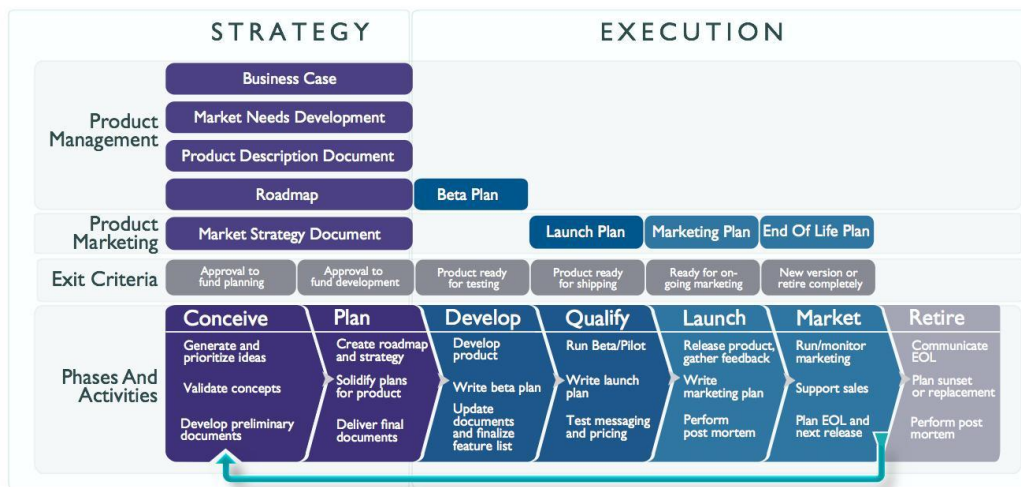 STRATEGY
EXECUTION
Product
Management
Business Case
Market Needs Development
Product Description Document
Roadmap
Beta Plan
Product
Marketing
Market Strategy Document
Launch Plan
Marketing Plan
End Of Life Plan
Exit Criteria
Approval to
fund planning
Approval to
fund development
Product ready
for testing
Product ready
for shipping
Ready for on-
going marketing
New version or
retire completely
Phases And
Activities
Conceive
Generate and
prioritize ideas
Validate concepts
Develop preliminary
documents
Plan
Create roadmap
and strategy
Solidify plans
for product
Deliver final
documents
Develop
Develop
product
Write beta plan
Update
documents
and finalize
feature list
Qualify
Run Beta/Pilot
Write launch
plan
Test messaging
and pricing
Launch
Release product,
gather feedback
Write
marketing plan
Perform
post mortem
Market
Run/monitor
marketing
Support sales
Plan EOL and
next release
Retire
Communicate
EOL
Plan sunset
or replacement
Perform post
mortem